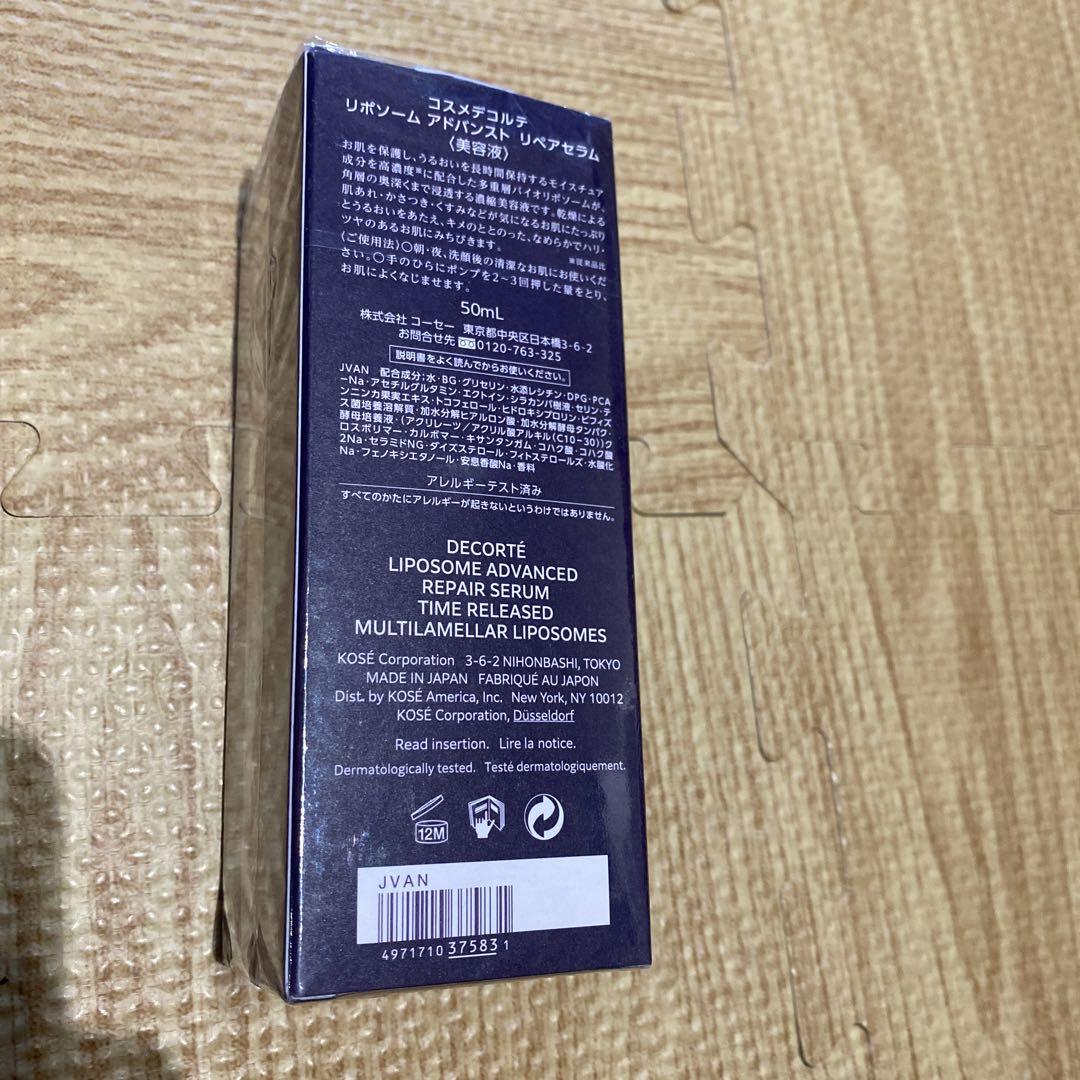 コスメデコルテ
リポソーム アドバンスト リペアセラム
〈美容液〉
お肌を保護し、うるおいを長時間保持するモイスチュア
成分を高濃度※に配合した多重層バイオリポソームが、
角層の奥深くまで浸透する濃縮美容液です。乾燥による
肌あれ・かさつき・くすみなどが気になるお肌にたっぷり
とうるおいをあたえ、キメのととのった、なめらかでハリ・
ツヤのあるお肌にみちびきます。
※従来品比
〈ご使用法〉○朝・夜、洗顔後の清潔なお肌にお使いくだ
さい。○手のひらにポンプを2~3回押した量をとり、
お肌によくなじませます。
50mL
株式会社 コーセー 東京都中央区日本橋3-6-2
お問合せ先 0120-763-325
説明書をよく読んでからお使いください。
JVAN 配合成分:水・BG・グリセリン・水添レシチン・DPG・PCA
-Na・アセチルグルタミン・エクトイン・シラカンバ樹液・セリン・テ
ンニンカ果実エキス・トコフェロール・ヒドロキシプロリン・ビフィズ
ス菌培養溶解質・加水分解ヒアルロン酸・加水分解酵母タンパク・
酵母培養液・(アクリレーツ/アクリル酸アルキル(C10-30))ク
ロスポリマー・カルボマー・キサンタンガム・コハク酸・コハク酸
2Na・セラミドNG・ダイズステロール・フィトステロールズ・水酸化
Na・フェノキシエタノール・安息香酸Na・香料
アレルギーテスト済み
すべてのかたにアレルギーが起きないというわけではありません。
DECORTÉ
LIPOSOME ADVANCED
REPAIR SERUM
TIME RELEASED
MULTILAMELLAR LIPOSOMES
KOSÉ Corporation 3-6-2 NIHONBASHI, TOKYO
MADE IN JAPAN FABRIQUÉ AU JAPON
Dist. by KOSÉ America, Inc. New York, NY 10012
KOSÉ Corporation, Düsseldorf
Read insertion. Lire la notice.
Dermatologically tested. Testé dermatologiquement.
12M
JVAN
4971710 37583 1